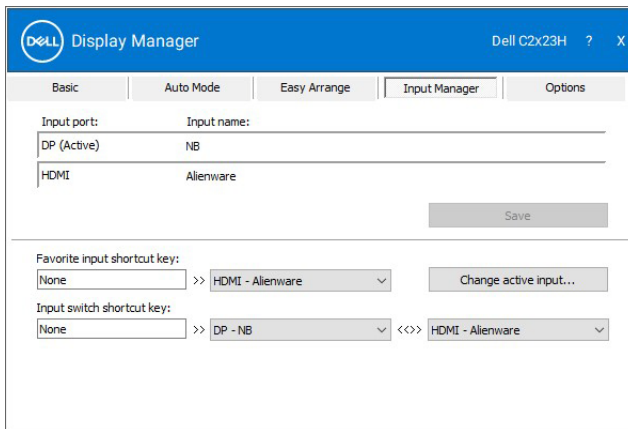 DELL Display Manager Dell C2x23H ? X
Basic Auto Mode Easy Arrange Input Manager Options
Input port: Input name:
DP (Active) NB
HDMI Alienware
Save
Favorite input shortcut key:
None >> HDMI - Alienware Change active input...
Input switch shortcut key:
None >> DP - NB <<>> HDMI - Alienware